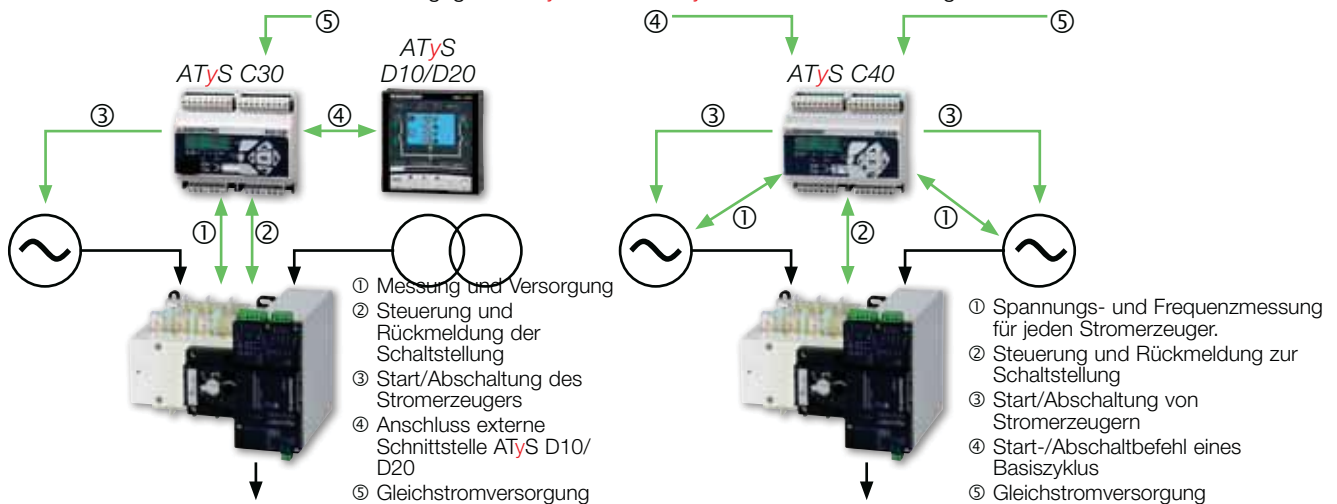 ⑤
ATyS C30
ATyS
D10/D20
③
④
①
②
① Messung und Versorgung
② Steuerung und
Rückmeldung der
Schaltstellung
③ Start/Abschaltung des
Stromerzeugers
④ Anschluss externe
Schnittstelle ATyS D10/
D20
⑤ Gleichstromversorgung
④
⑤
ATyS C40
③
③
①
②
①
① Spannungs- und Frequenzmessung
für jeden Stromerzeuger.
② Steuerung und Rückmeldung zur
Schaltstellung
③ Start/Abschaltung von
Stromerzeugern
④ Start-/Abschaltbefehl eines
Basiszyklus
⑤ Gleichstromversorgung